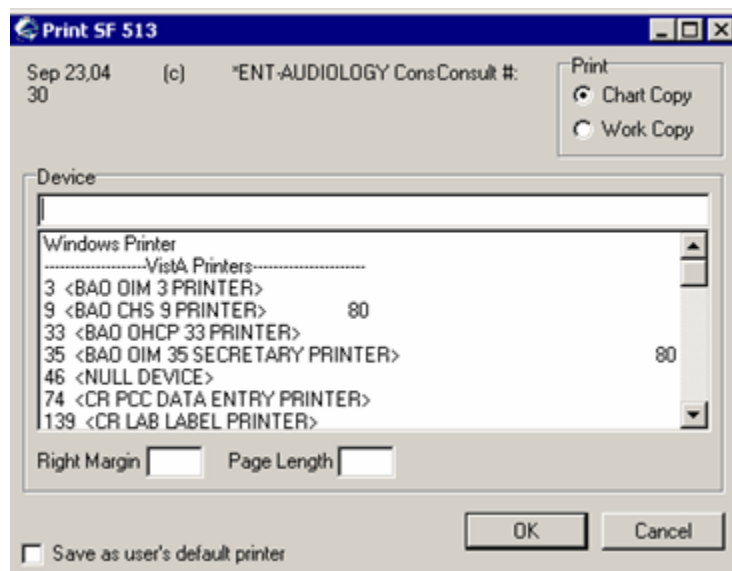 Print SF 513
Sep 23,04 (c) *ENT-AUDIOLOGY ConsConsult #:
30
Print
Chart Copy
Work Copy
Device
Windows Printer
----------------------VistA Printers------------------------
3 <BAO OIM 3 PRINTER>
9 <BAO CHS 9 PRINTER> 80
33 <BAO OHCP 33 PRINTER>
35 <BAO OIM 35 SECRETARY PRINTER> 80
46 <NULL DEVICE>
74 <CR PCC DATA ENTRY PRINTER>
139 <CR LAB LABEL PRINTER>
Right Margin Page Length
OK Cancel
Save as user's default printer